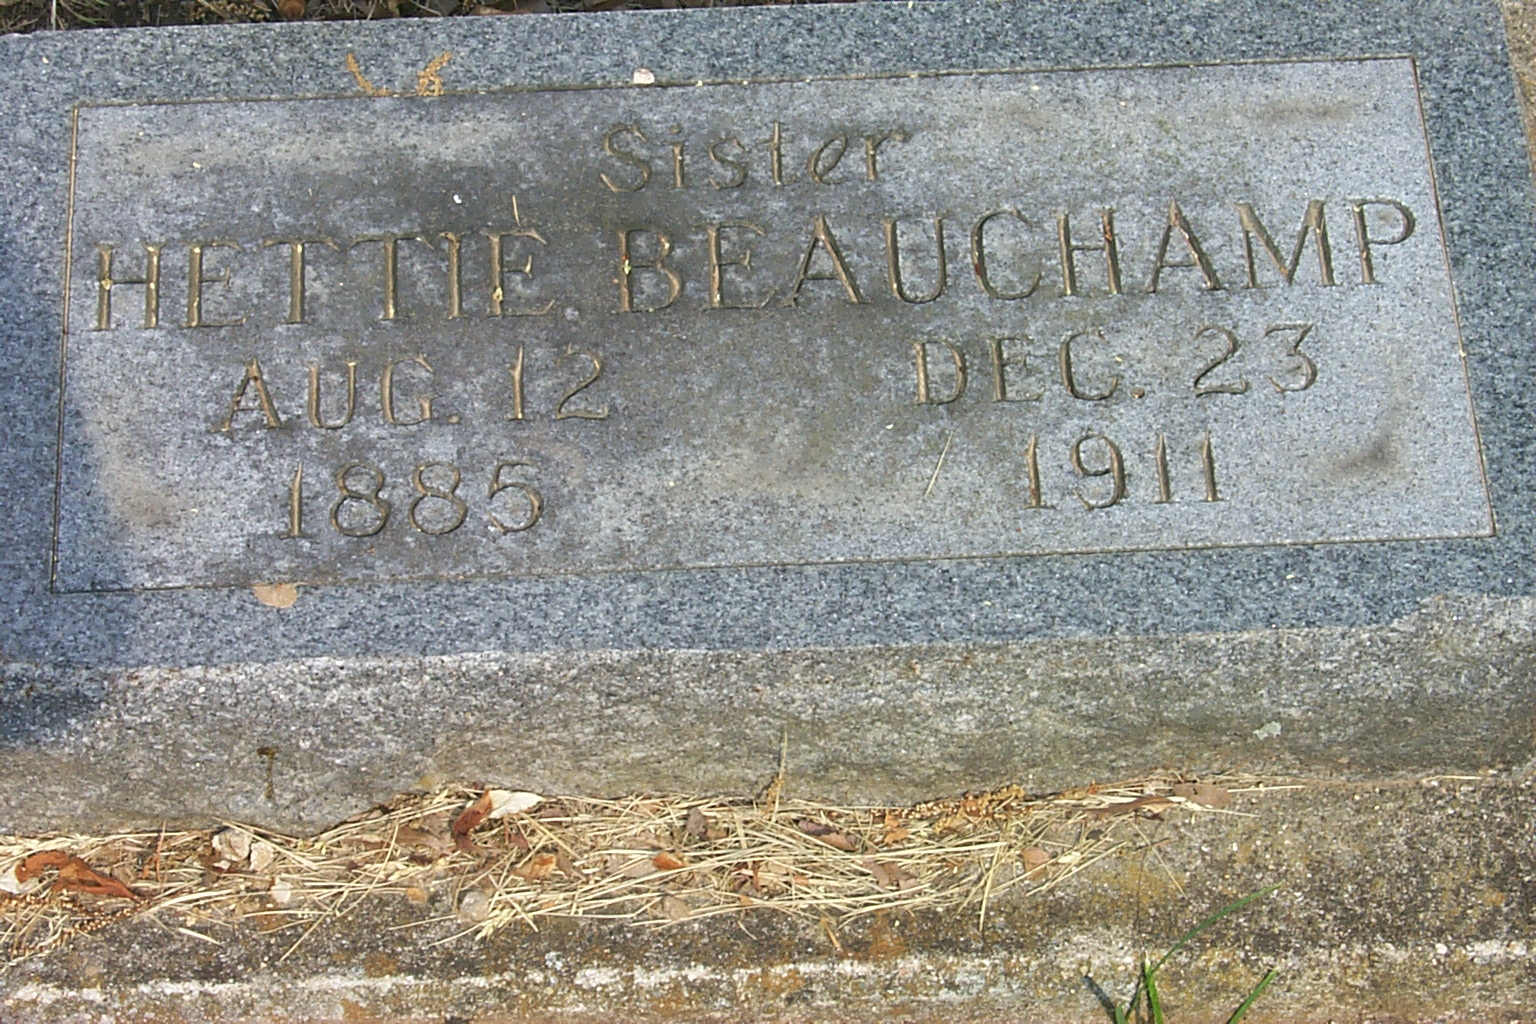 Sister
HETTIE BEAUCHAMP
AUG. 12 DEC. 23
1885 1911